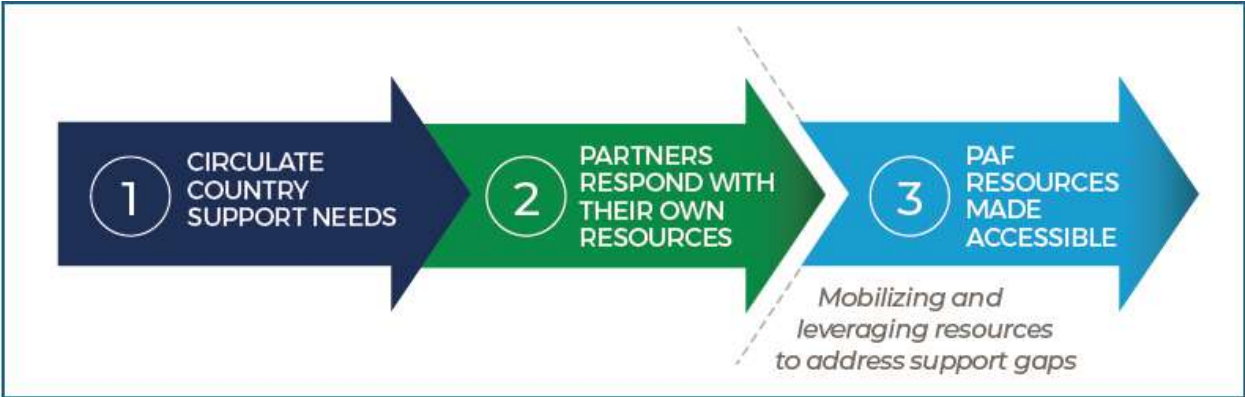 1
CIRCULATE
COUNTRY
SUPPORT NEEDS
2
PARTNERS
RESPOND WITH
THEIR OWN
RESOURCES
3
PAF
RESOURCES
MADE
ACCESSIBLE
Mobilizing and
leveraging resources
to address support gaps